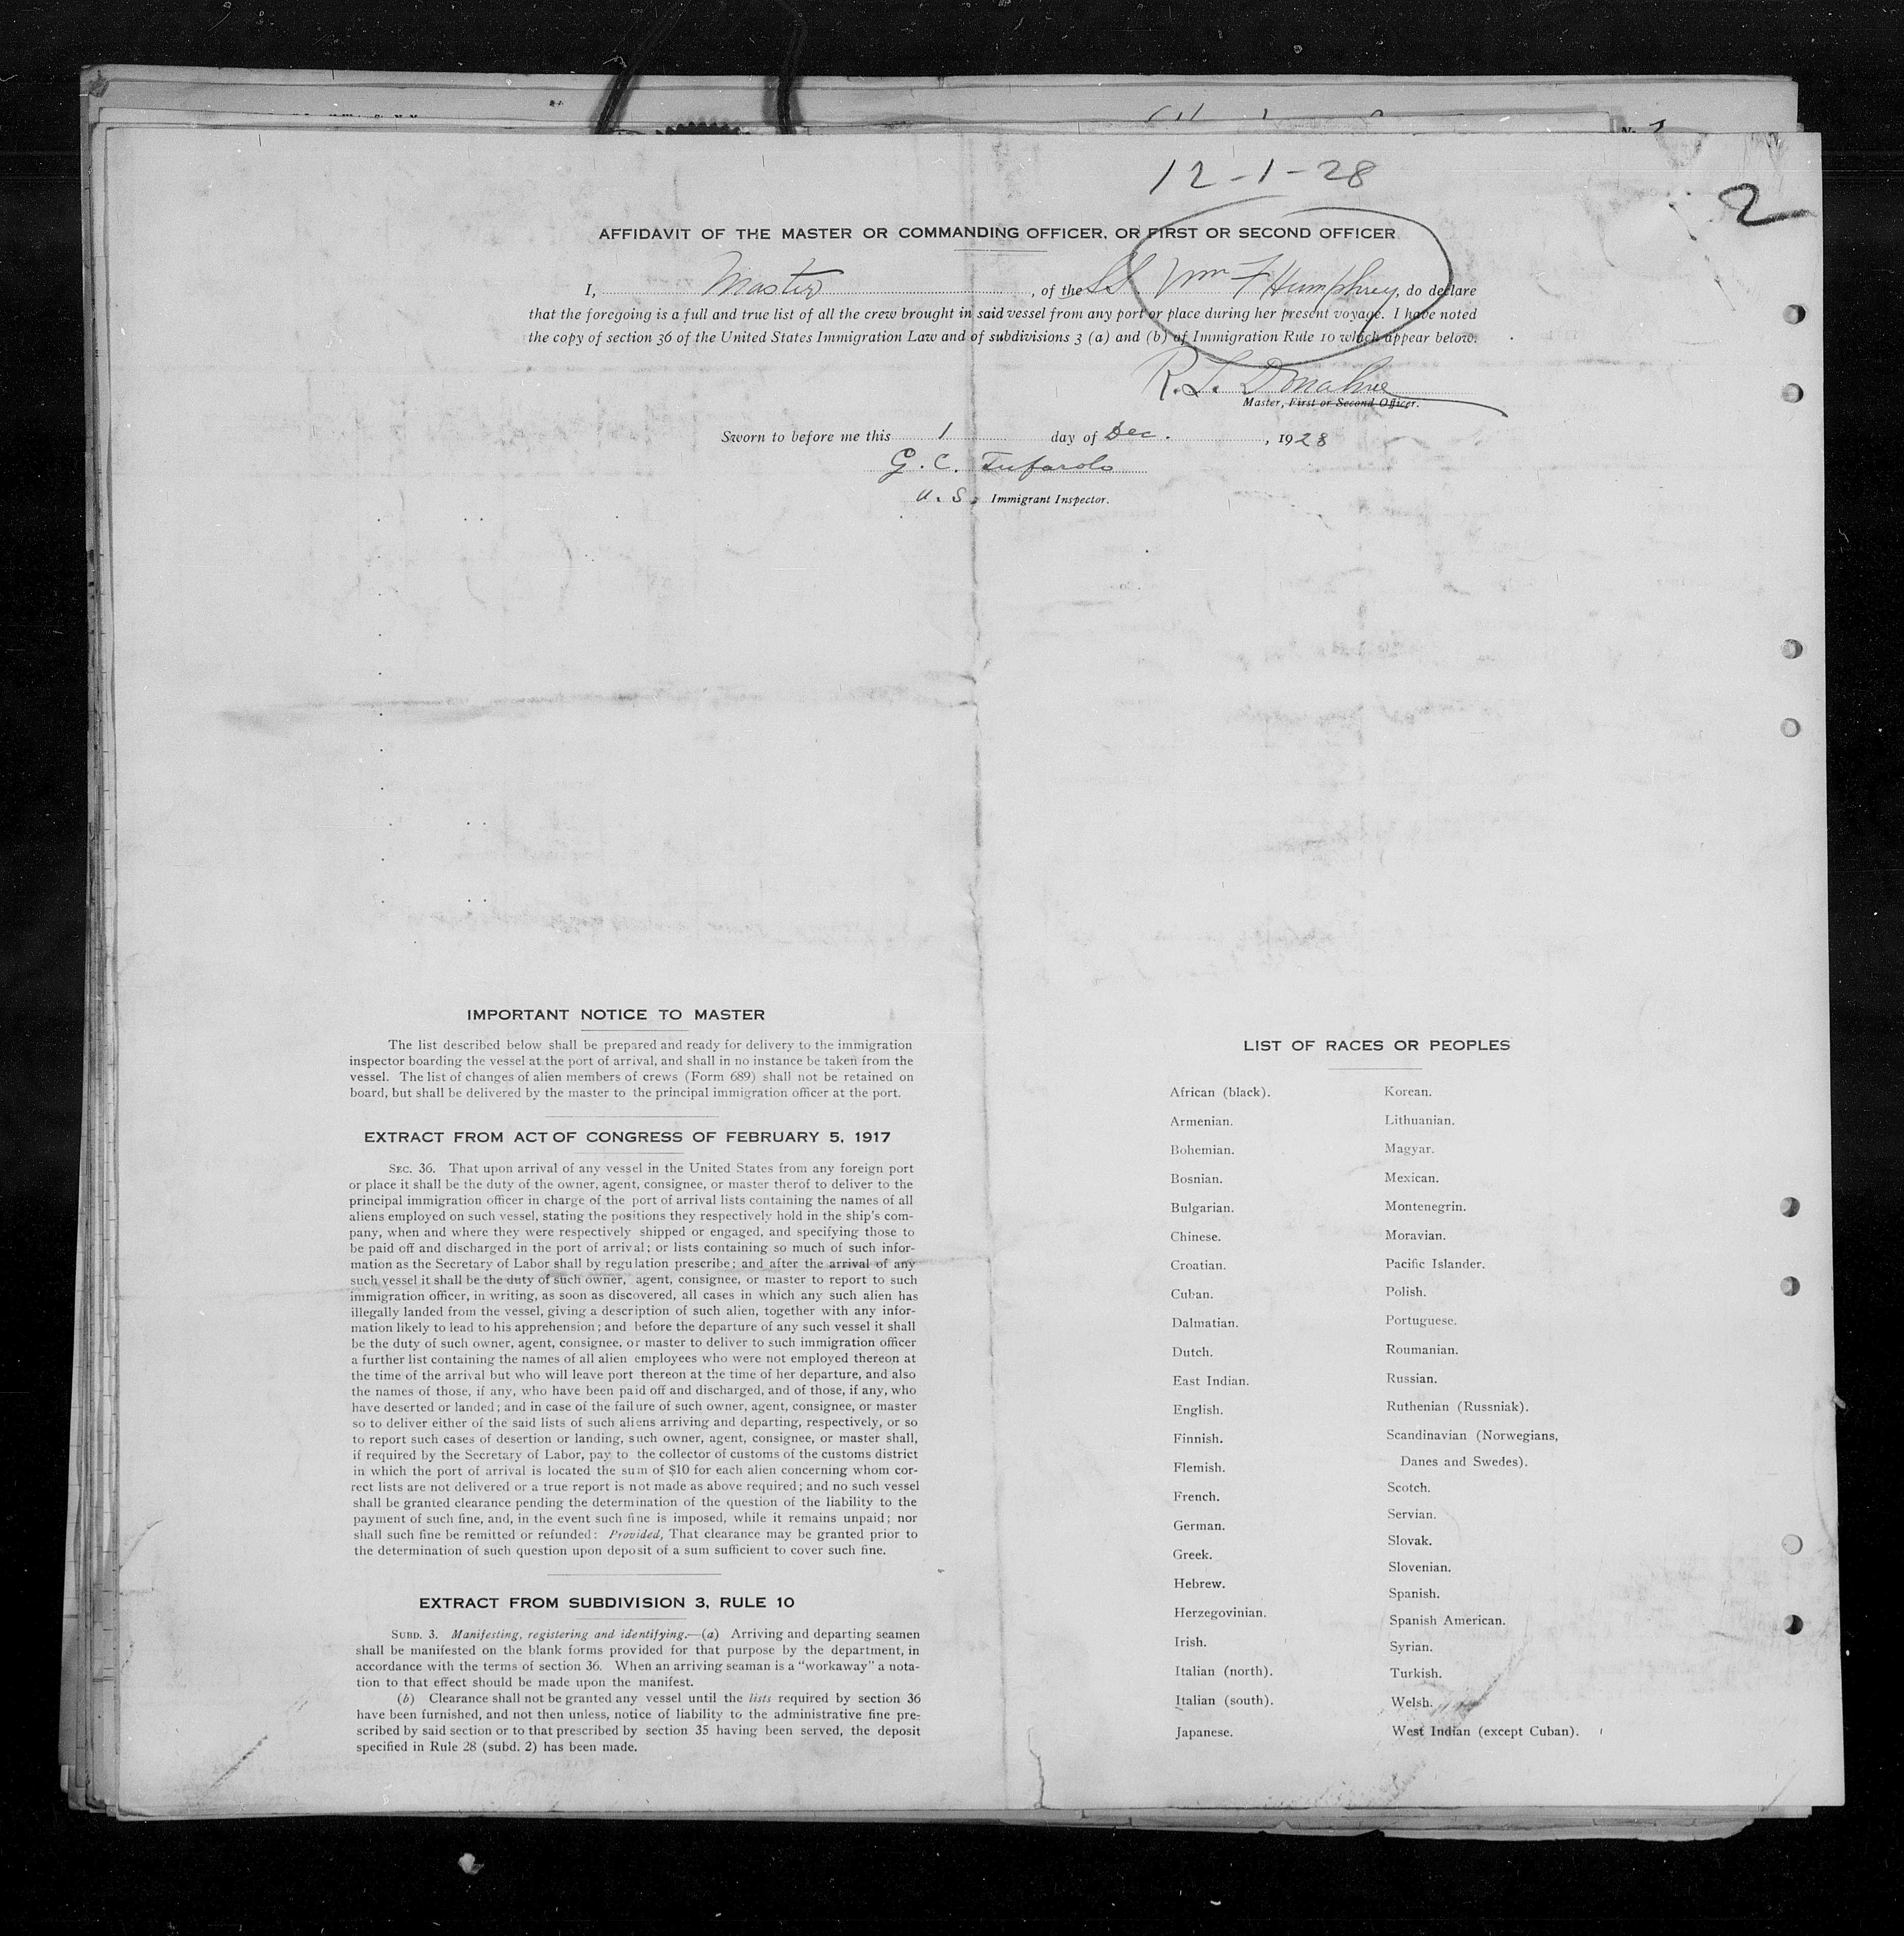 12-1-28
2
AFFIDAVIT OF THE MASTER OR COMMANDING OFFICER, OR FIRST OR SECOND OFFICER
I, Master, of the SS. Wm F Humphrey, do declare
that the foregoing is a full and true list of all the crew brought in said vessel from any port or place during her present voyage. I have noted
the copy of section 36 of the United States Immigration Law and of subdivisions 3 (a) and (b) of Immigration Rule 10 which appear below.
R. L. Donahue
Master, First or Second Officer.
Sworn to before me this 1 day of Dec., 1928
G. C. Tufarolo
U. S. Immigrant Inspector.
IMPORTANT NOTICE TO MASTER
The list described below shall be prepared and ready for delivery to the immigration
inspector boarding the vessel at the port of arrival, and shall in no instance be taken from the
vessel. The list of changes of alien members of crews (Form 689) shall not be retained on
board, but shall be delivered by the master to the principal immigration officer at the port.
EXTRACT FROM ACT OF CONGRESS OF FEBRUARY 5, 1917
SEC. 36. That upon arrival of any vessel in the United States from any foreign port
or place it shall be the duty of the owner, agent, consignee, or master therof to deliver to the
principal immigration officer in charge of the port of arrival lists containing the names of all
aliens employed on such vessel, stating the positions they respectively hold in the ship's com-
pany, when and where they were respectively shipped or engaged, and specifying those to
be paid off and discharged in the port of arrival; or lists containing so much of such infor-
mation as the Secretary of Labor shall by regulation prescribe; and after the arrival of any
such vessel it shall be the duty of such owner, agent, consignee, or master to report to such
immigration officer, in writing, as soon as discovered, all cases in which any such alien has
illegally landed from the vessel, giving a description of such alien, together with any infor-
mation likely to lead to his apprehension; and before the departure of any such vessel it shall
be the duty of such owner, agent, consignee, or master to deliver to such immigration officer
a further list containing the names of all alien employees who were not employed thereon at
the time of the arrival but who will leave port thereon at the time of her departure, and also
the names of those, if any, who have been paid off and discharged, and of those, if any, who
have deserted or landed; and in case of the failure of such owner, agent, consignee, or master
so to deliver either of the said lists of such aliens arriving and departing, respectively, or so
to report such cases of desertion or landing, such owner, agent, consignee, or master shall,
if required by the Secretary of Labor, pay to the collector of customs of the customs district
in which the port of arrival is located the sum of $10 for each alien concerning whom cor-
rect lists are not delivered or a true report is not made as above required; and no such vessel
shall be granted clearance pending the determination of the question of the liability to the
payment of such fine, and, in the event such fine is imposed, while it remains unpaid; nor
shall such fine be remitted or refunded: Provided, That clearance may be granted prior to
the determination of such question upon deposit of a sum sufficient to cover such fine.
EXTRACT FROM SUBDIVISION 3, RULE 10
SUBD. 3. Manifesting, registering and identifying.—(a) Arriving and departing seamen
shall be manifested on the blank forms provided for that purpose by the department, in
accordance with the terms of section 36. When an arriving seaman is a "workaway" a nota-
tion to that effect should be made upon the manifest.
(b) Clearance shall not be granted any vessel until the lists required by section 36
have been furnished, and not then unless, notice of liability to the administrative fine pre-
scribed by said section or to that prescribed by section 35 having been served, the deposit
specified in Rule 28 (subd. 2) has been made.
LIST OF RACES OR PEOPLES
African (black).
Armenian.
Bohemian.
Bosnian.
Bulgarian.
Chinese.
Croatian.
Cuban.
Dalmatian.
Dutch.
East Indian.
English.
Finnish.
Flemish.
French.
German.
Greek.
Hebrew.
Herzegovinian.
Irish.
Italian (north).
Italian (south).
Japanese.
Korean.
Lithuanian.
Magyar.
Mexican.
Montenegrin.
Moravian.
Pacific Islander.
Polish.
Portuguese.
Roumanian.
Russian.
Ruthenian (Russniak).
Scandinavian (Norwegians,
Danes and Swedes).
Scotch.
Servian.
Slovak.
Slovenian.
Spanish.
Spanish American.
Syrian.
Turkish.
Welsh.
West Indian (except Cuban).